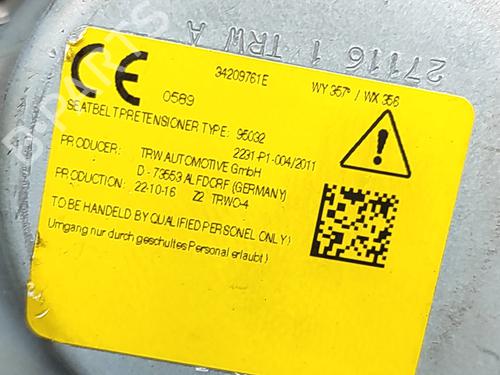 27116 1 TRW A
CE
34209761E WY 357° / WX 356
0589
SEATBELTPRETENSIONER TYPE: 95032
2231-P1-004/2011
PRODUCER: TRW AUTOMOTIVE GmbH
D - 73553 ALFDORF (GERMANY)
PRODUCTION: 22-10-16 Z2 TRWO-4
TO BE HANDELD BY QUALIFIED PERSONEL ONLY)
Umgang nur durch geschultes Personal erlaubt )